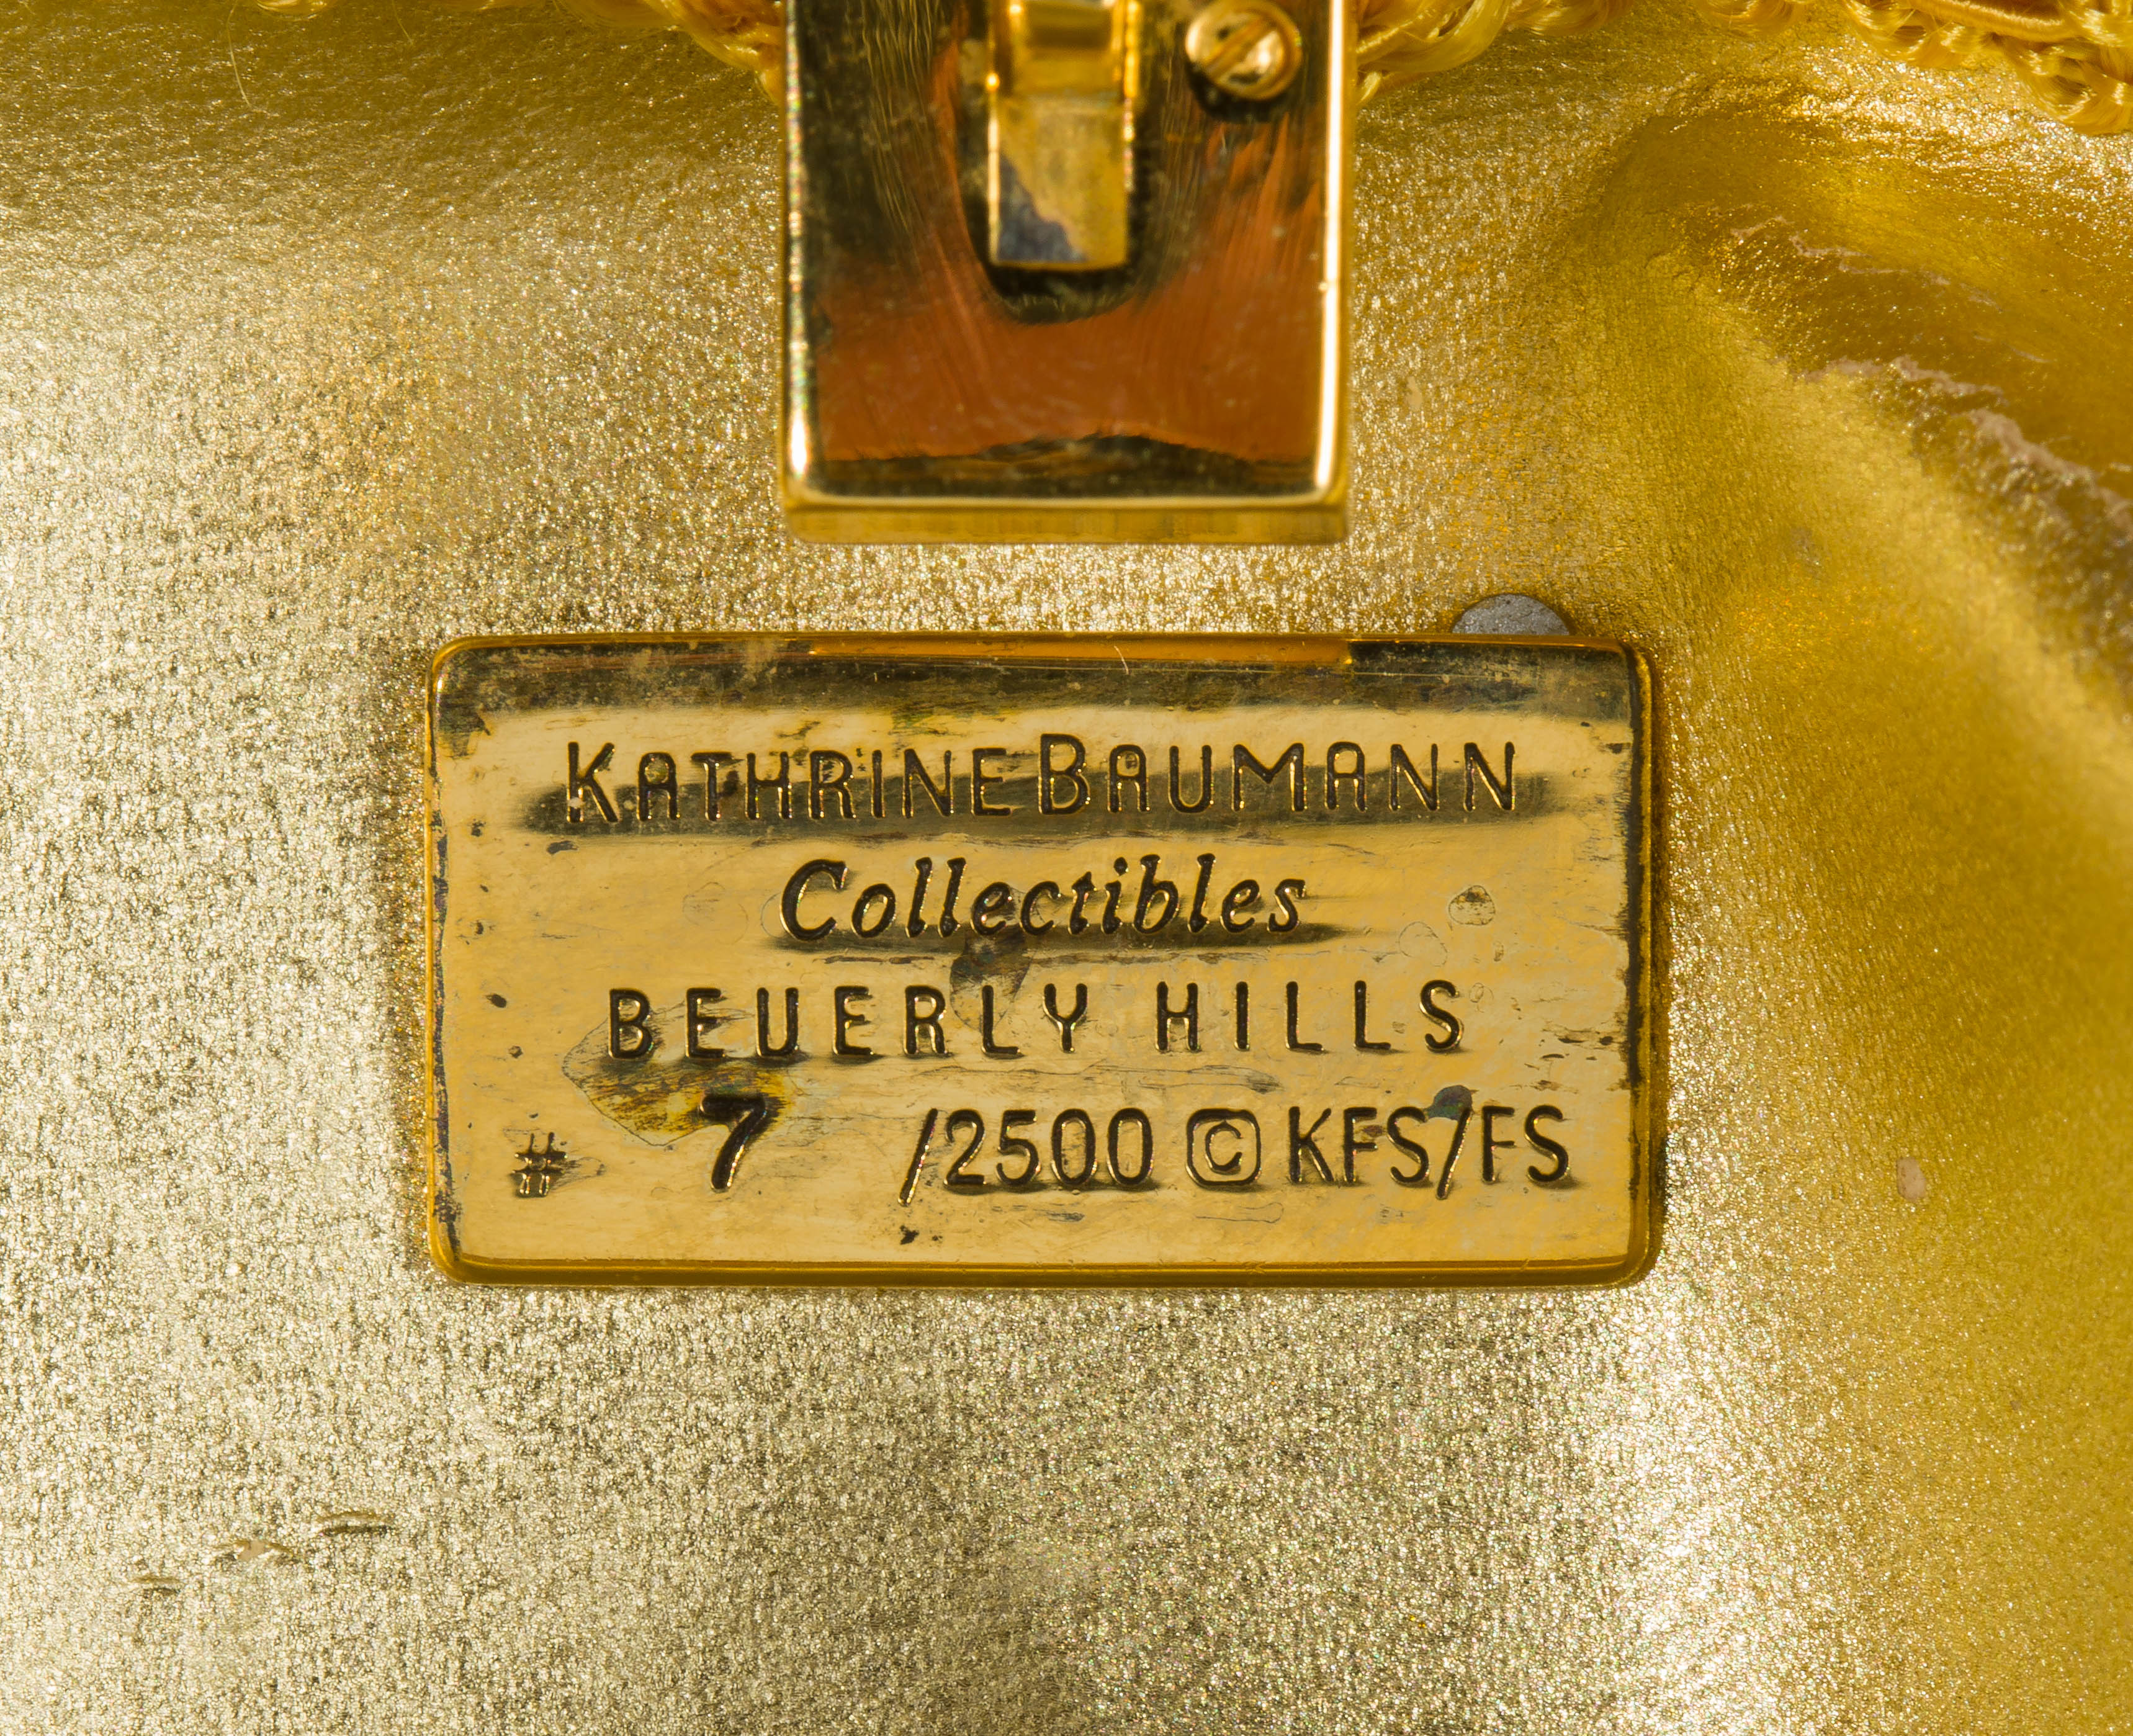 KATHRINE BAUMANN
Collectibles
BEVERLY HILLS
# 7 /2500 © KFS/FS